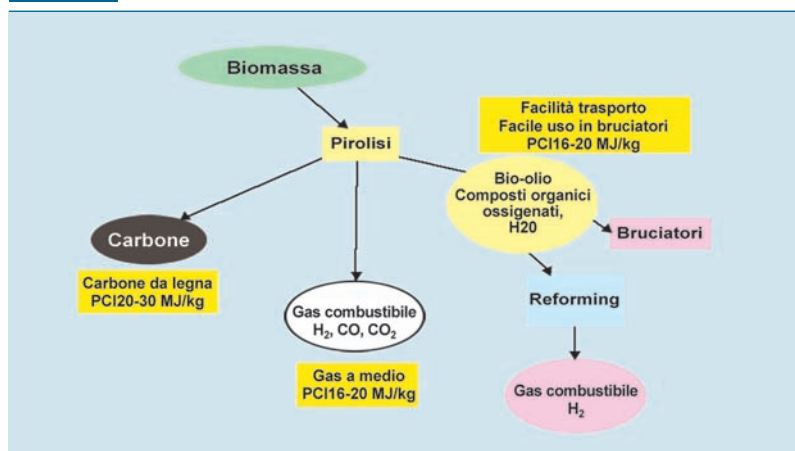 Biomassa
Facilità trasporto
Facile uso in bruciatori
PCI16-20 MJ/kg
Pirolisi
Bio-olio
Composti organici
ossigenati,
H20
Bruciatori
Carbone
Carbone da legna
PCI20-30 MJ/kg
Gas combustibile
H₂, CO, CO₂
Reforming
Gas a medio
PCI16-20 MJ/kg
Gas combustibile
H₂